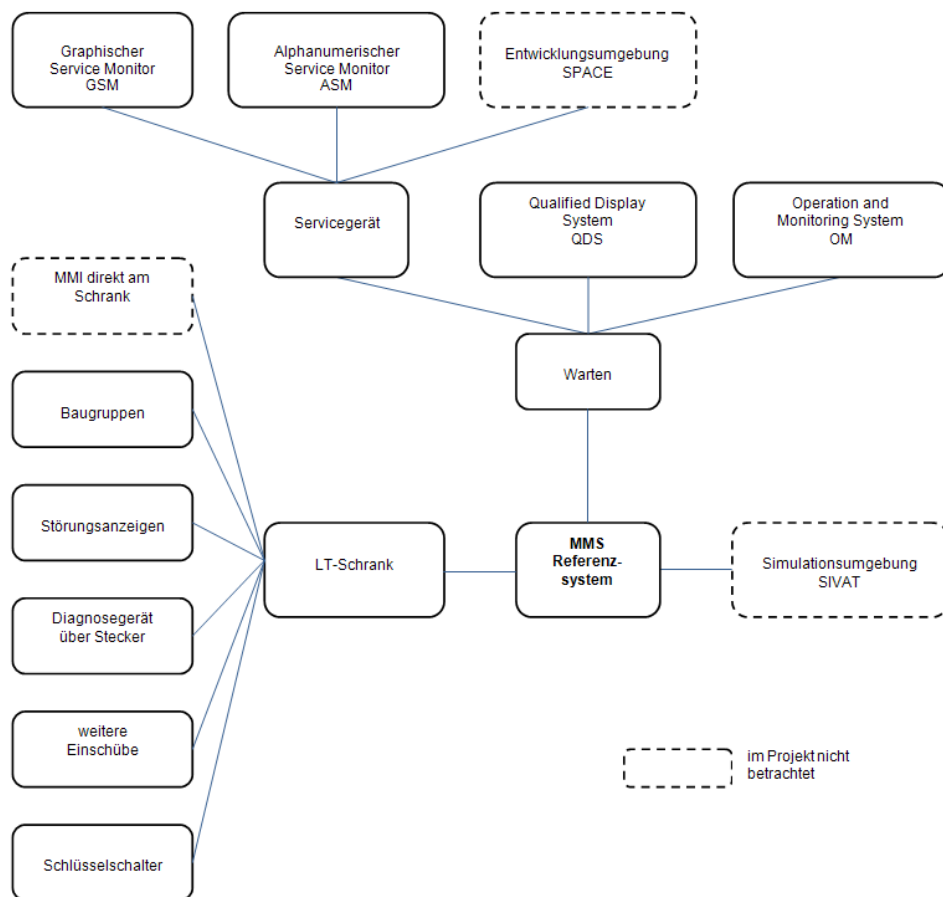 Graphischer
Service Monitor
GSM
Alphanumerischer
Service Monitor
ASM
Entwicklungsumgebung
SPACE
Servicegerät
Qualified Display
System
QDS
Operation and
Monitoring System
OM
MMI direkt am
Schrank
Warten
Baugruppen
Störungsanzeigen
LT-Schrank
MMS
Referenz-
system
Simulationsumgebung
SIVAT
Diagnosegerät
über Stecker
weitere
Einschübe
im Projekt nicht
betrachtet
Schlüsselschalter